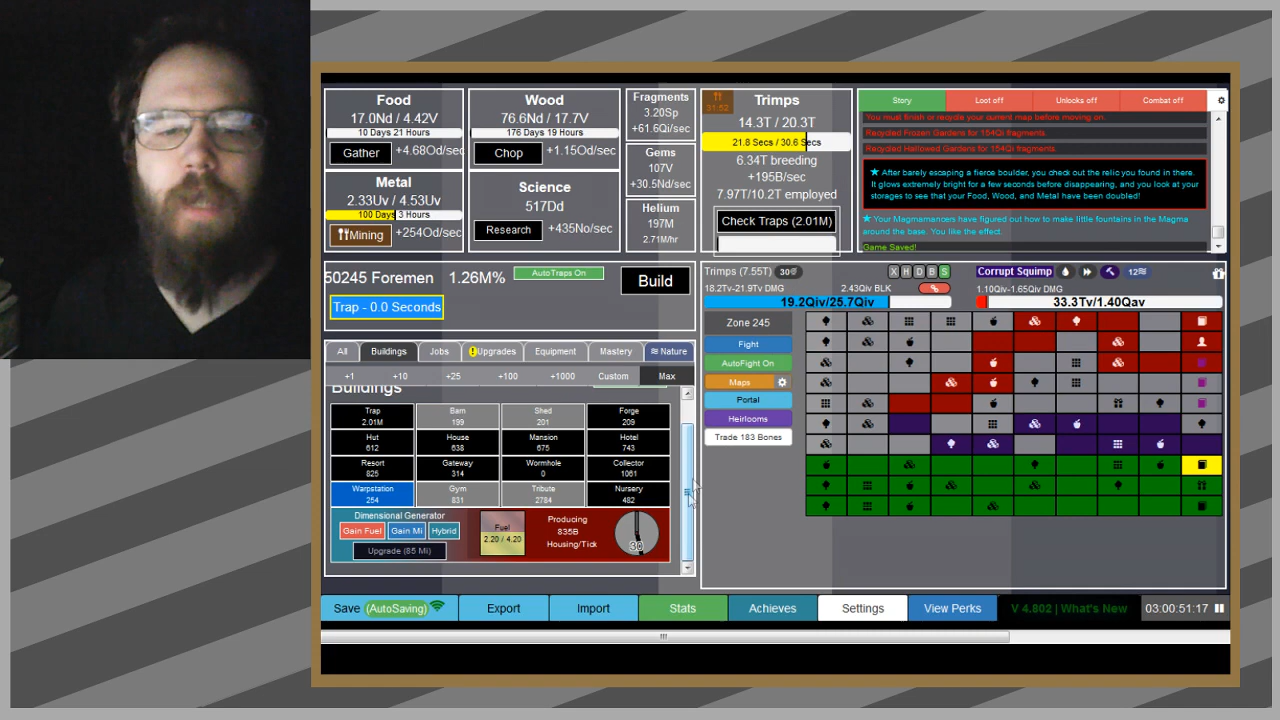 Food
17.0Nd / 4.42V
10 Days 21 Hours
Gather
+4.68Od/sec
Wood
76.6Nd / 17.7V
176 Days 19 Hours
Chop
+1.15Od/sec
Metal
2.33Uv / 4.53Uv
100 Days 3 Hours
Mining
+254Od/sec
Science
517Dd
Research
+435No/sec
Fragments
3.20Sp
+61.6Qi/sec
Gems
107V
+30.5Nd/sec
Helium
197M
2.71M/hr
31:52
Trimps
14.3T / 20.3T
21.8 Secs / 30.6 Secs
6.34T breeding
+195B/sec
7.97T/10.2T employed
Check Traps (2.01M)
Story
Loot off
Unlocks off
Combat off
You must finish or recycle your current map before moving on.
Recycled Frozen Gardens for 154Qi fragments.
Recycled Hallowed Gardens for 154Qi fragments.
★ After barely escaping a fierce boulder, you check out the relic you found in there.
It glows extremely bright for a few seconds before disappearing, and you look at your
storages to see that your Food, Wood, and Metal have been doubled!
★ Your Magmamancers have figured out how to make little fountains in the Magma
around the base. You like the effect.
Game Saved!
50245 Foremen
1.26M%
AutoTraps On
Build
Trap - 0.0 Seconds
All
Buildings
Jobs
!Upgrades
Equipment
Mastery
Nature
+1
+10
+25
+100
+1000
Custom
Max
Buildings
Trap
2.01M
Barn
199
Shed
201
Forge
209
Hut
612
House
638
Mansion
675
Hotel
743
Resort
825
Gateway
314
Wormhole
0
Collector
1061
Warpstation
254
Gym
831
Tribute
2784
Nursery
482
Dimensional Generator
Gain Fuel
Gain Mi
Hybrid
Upgrade (85 Mi)
Fuel
2.20 / 4.20
Producing
835B
Housing/Tick
30
Trimps (7.55T)
30
X
H
D
B
S
18.2Tv-21.9Tv DMG
2.43Qiv BLK
%
19.2Qiv/25.7Qiv
Corrupt Squimp
12
1.10Qiv-1.65Qiv DMG
33.3Tv/1.40Qav
Zone 245
Fight
AutoFight On
Maps
Portal
Heirlooms
Trade 183 Bones
Save (AutoSaving)
Export
Import
Stats
Achieves
Settings
View Perks
V 4.802 | What's New
03:00:51:17